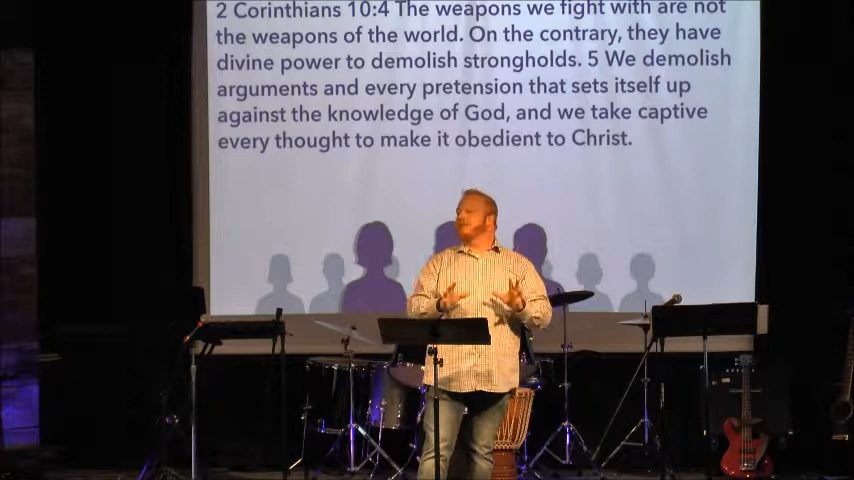 2 Corinthians 10:4 The weapons we fight with are not
the weapons of the world. On the contrary, they have
divine power to demolish strongholds. 5 We demolish
arguments and every pretension that sets itself up
against the knowledge of God, and we take captive
every thought to make it obedient to Christ.